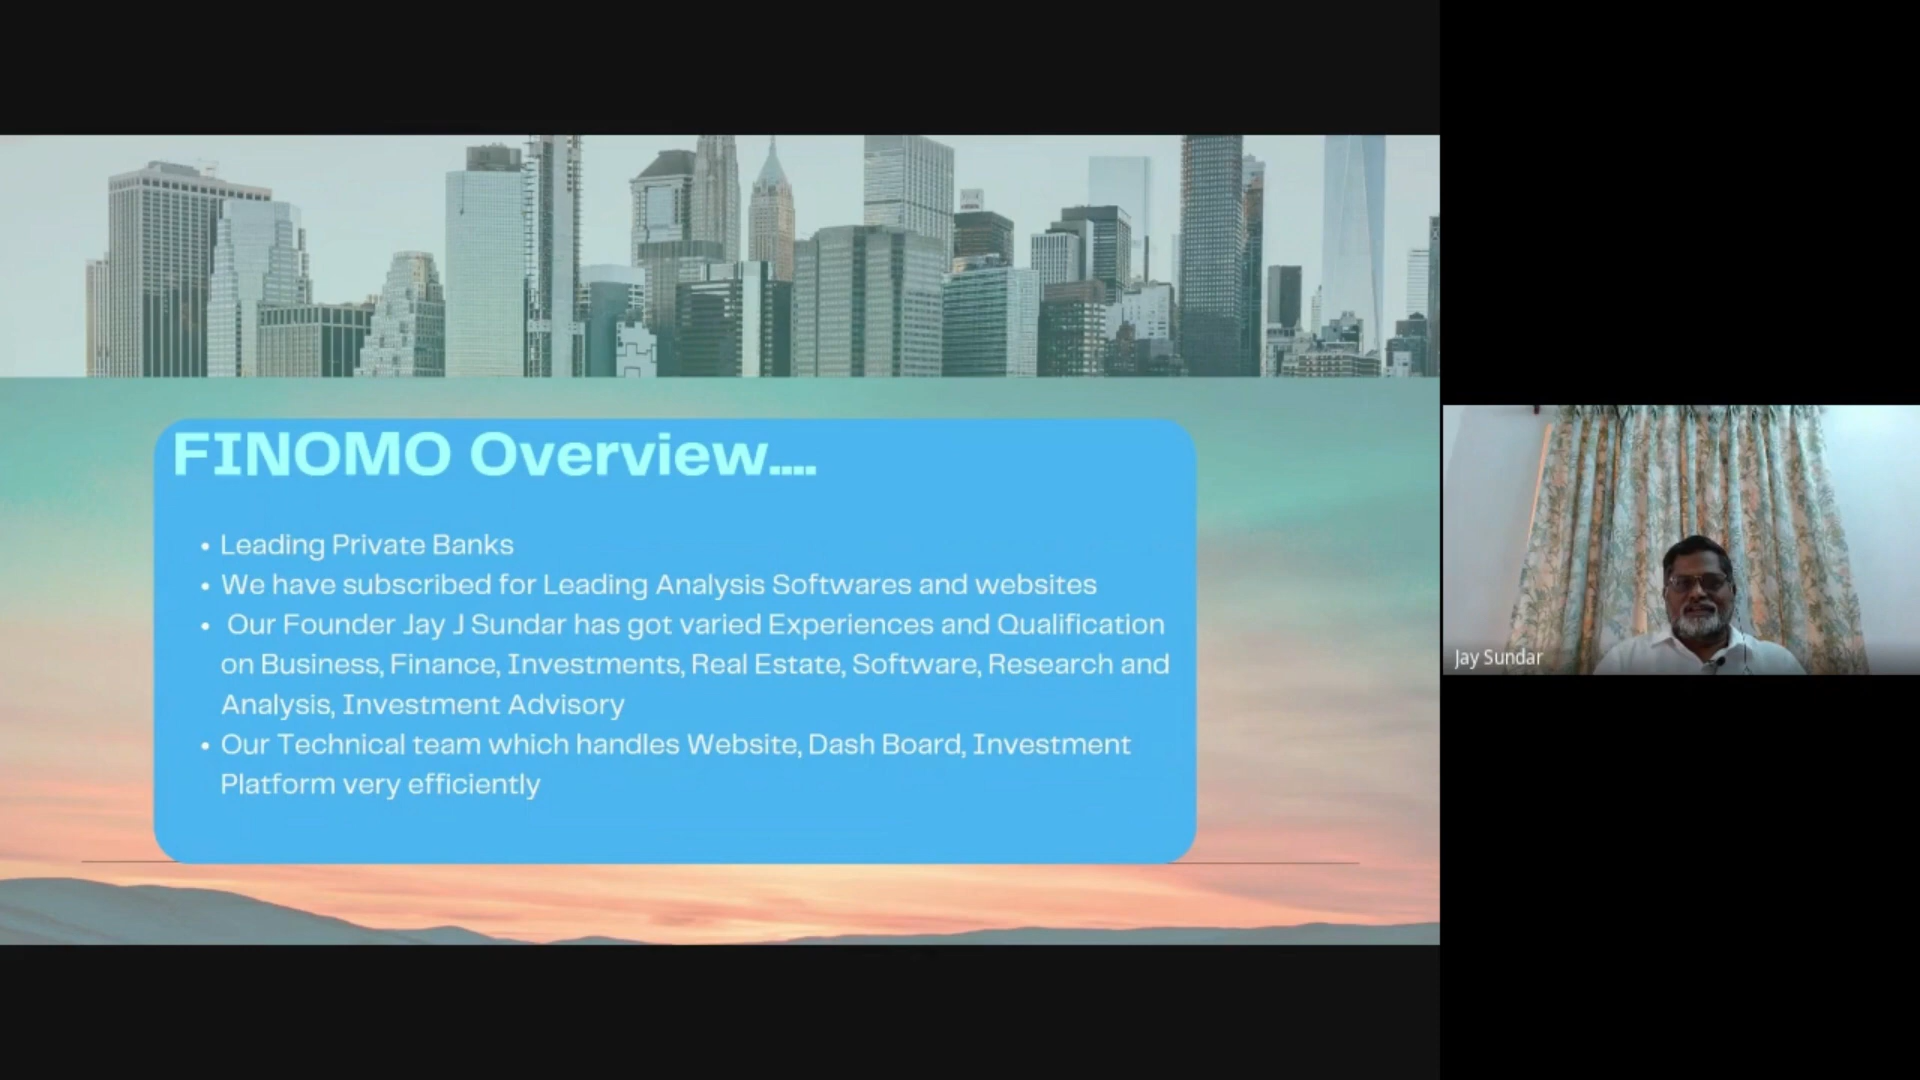 FINOMO Overview....
• Leading Private Banks
• We have subscribed for Leading Analysis Softwares and websites
• Our Founder Jay J Sundar has got varied Experiences and Qualification
on Business, Finance, Investments, Real Estate, Software, Research and
Analysis, Investment Advisory
• Our Technical team which handles Website, Dash Board, Investment
Platform very efficiently
Jay Sundar